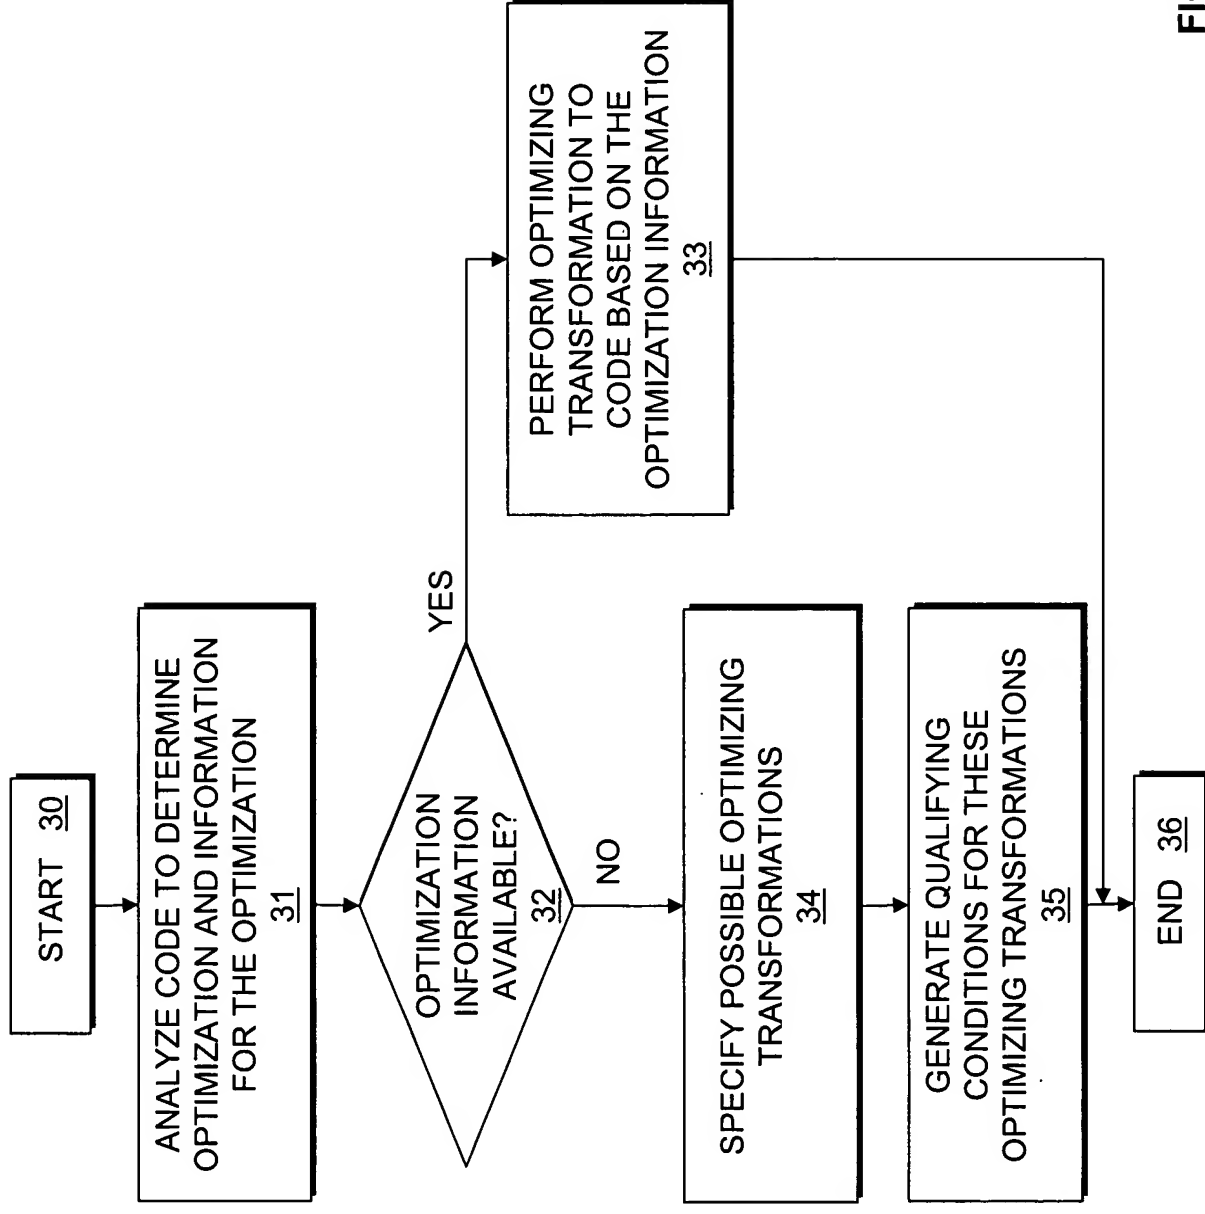 START 30
ANALYZE CODE TO DETERMINE
OPTIMIZATION AND INFORMATION
FOR THE OPTIMIZATION
31
OPTIMIZATION
INFORMATION
AVAILABLE?
32
YES
NO
PERFORM OPTIMIZING
TRANSFORMATION TO
CODE BASED ON THE
OPTIMIZATION INFORMATION
33
SPECIFY POSSIBLE OPTIMIZING
TRANSFORMATIONS
34
GENERATE QUALIFYING
CONDITIONS FOR THESE
OPTIMIZING TRANSFORMATIONS
35
END 36